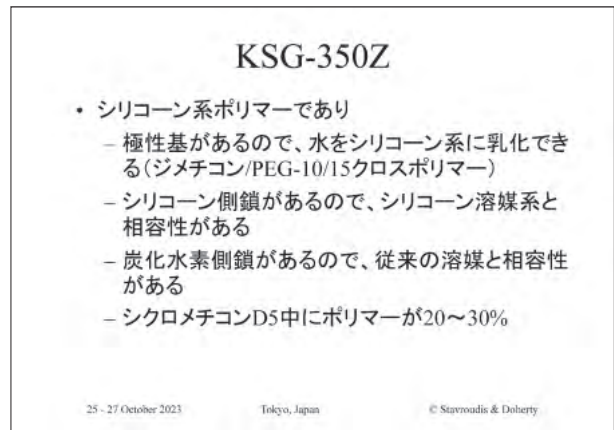 KSG-350Z
• シリコーン系ポリマーであり
– 極性基があるので、水をシリコーン系に乳化でき
る(ジメチコン/PEG-10/15クロスポリマー)
– シリコーン側鎖があるので、シリコーン溶媒系と
相容性がある
– 炭化水素側鎖があるので、従来の溶媒と相容性
がある
– シクロメチコンD5中にポリマーが20~30%
25 - 27 October 2023 Tokyo, Japan © Stavroudis & Doherty